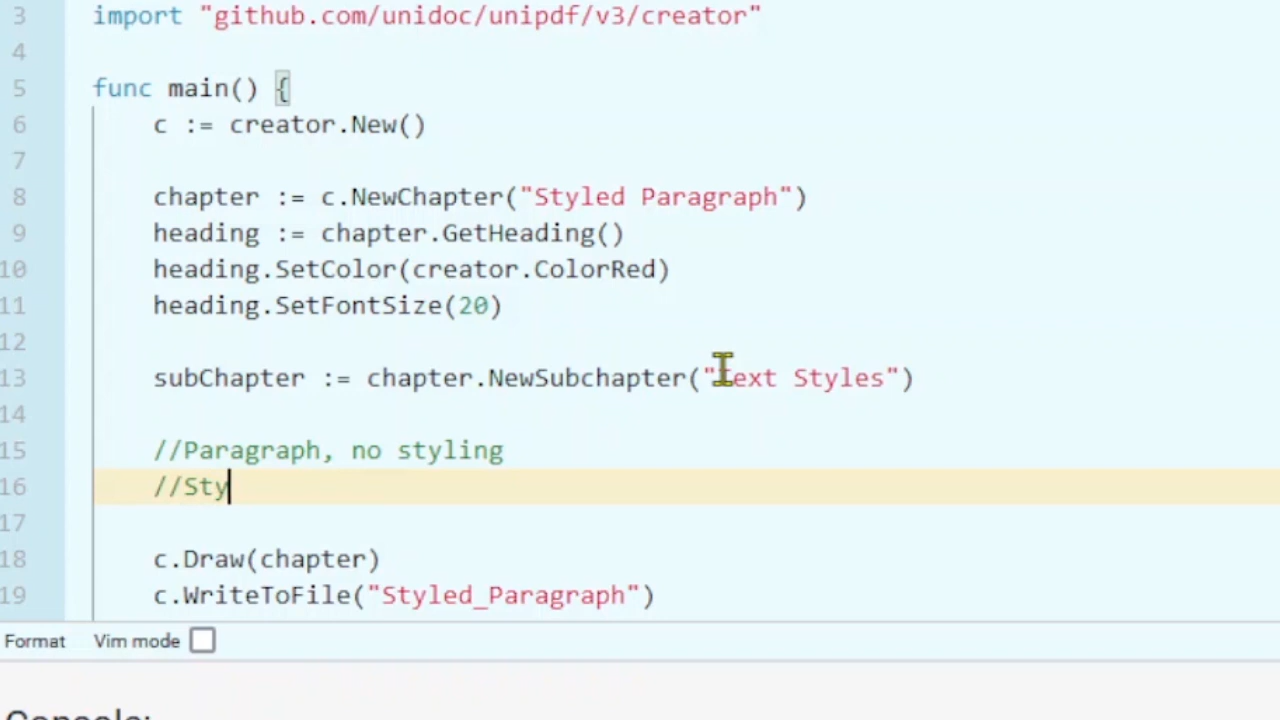 3 import "github.com/unidoc/unipdf/v3/creator"
4
5 func main() {
6 c := creator.New()
7
8 chapter := c.NewChapter("Styled Paragraph")
9 heading := chapter.GetHeading()
10 heading.SetColor(creator.ColorRed)
11 heading.SetFontSize(20)
12
13 subChapter := chapter.NewSubchapter("Text Styles")
14
15 //Paragraph, no styling
16 //Sty
17
18 c.Draw(chapter)
19 c.WriteToFile("Styled_Paragraph")
Format Vim mode
Console: